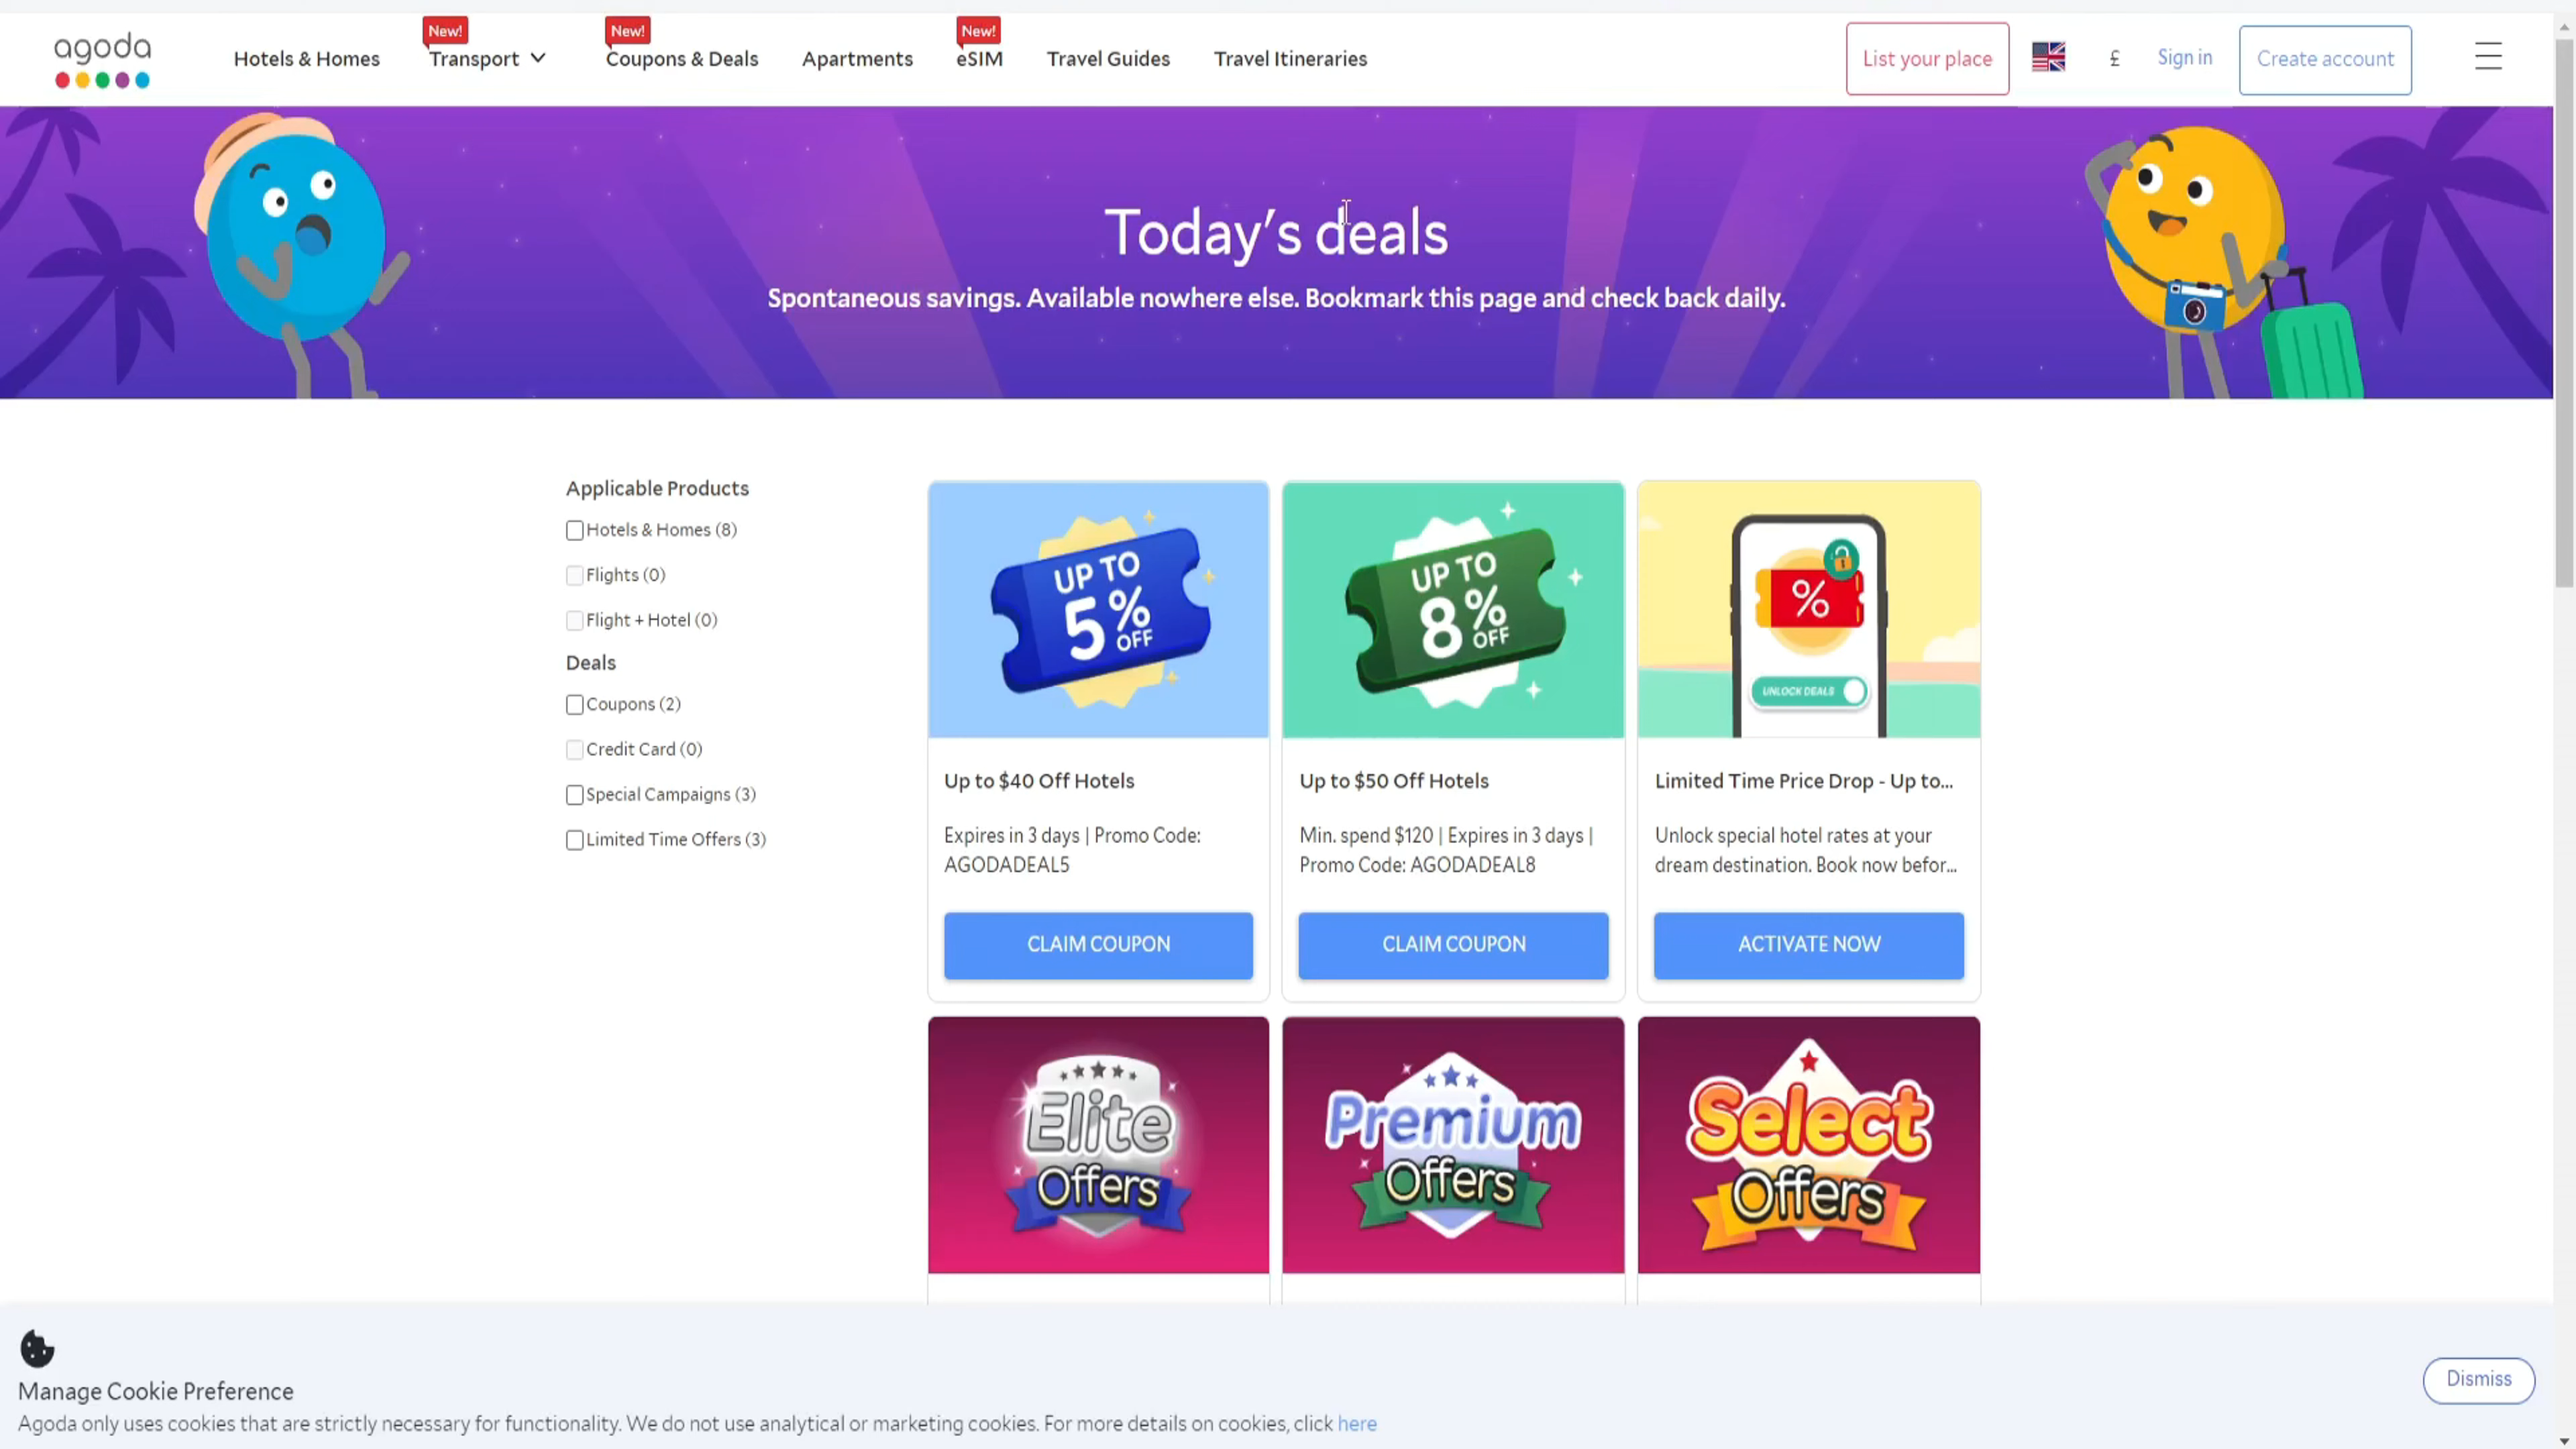 agoda
Hotels & Homes
New!
Transport
New!
Coupons & Deals
Apartments
New!
eSIM
Travel Guides
Travel Itineraries
List your place
£
Sign in
Create account
Today's deals
Spontaneous savings. Available nowhere else. Bookmark this page and check back daily.
Applicable Products
Hotels & Homes (8)
Flights (0)
Flight + Hotel (0)
Deals
Coupons (2)
Credit Card (0)
Special Campaigns (3)
Limited Time Offers (3)
UP TO
5%
OFF
Up to $40 Off Hotels
Expires in 3 days | Promo Code:
AGODADEAL5
CLAIM COUPON
UP TO
8%
OFF
Up to $50 Off Hotels
Min. spend $120 | Expires in 3 days |
Promo Code: AGODADEAL8
CLAIM COUPON
%
UNLOCK DEALS
Limited Time Price Drop - Up to...
Unlock special hotel rates at your
dream destination. Book now befor...
ACTIVATE NOW
Elite
Offers
Premium
Offers
Select
Offers
Manage Cookie Preference
Agoda only uses cookies that are strictly necessary for functionality. We do not use analytical or marketing cookies. For more details on cookies, click here
Dismiss